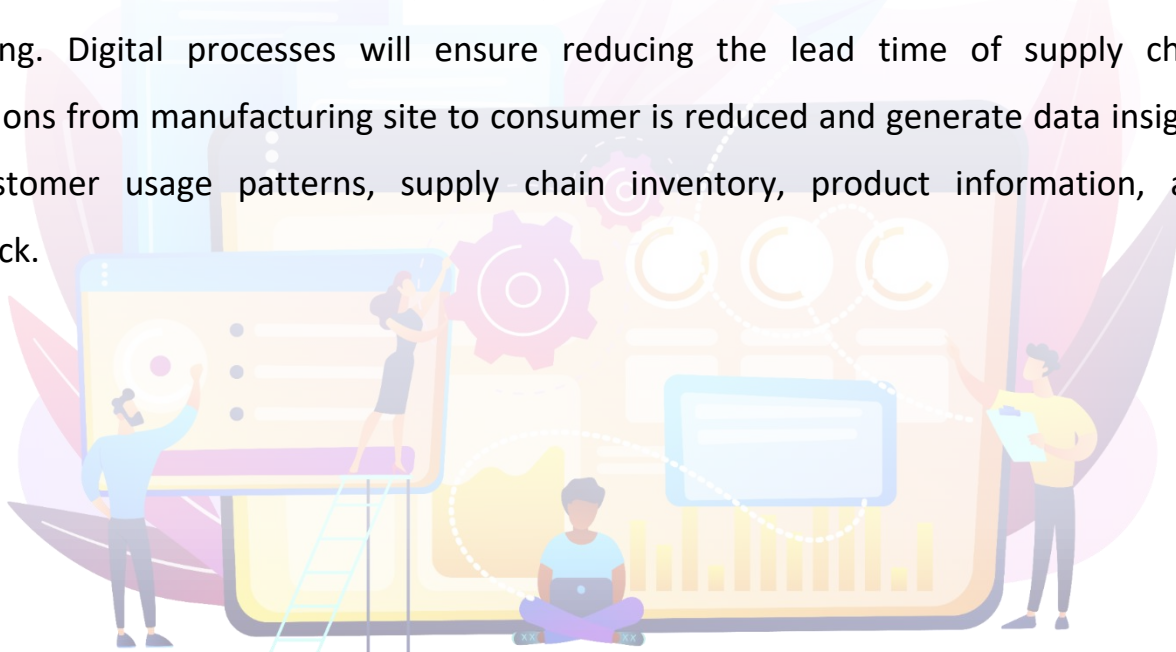 ng. Digital processes will ensure reducing the lead time of supply ch
ons from manufacturing site to consumer is reduced and generate data insig
stomer usage patterns, supply chain inventory, product information, a
ck.